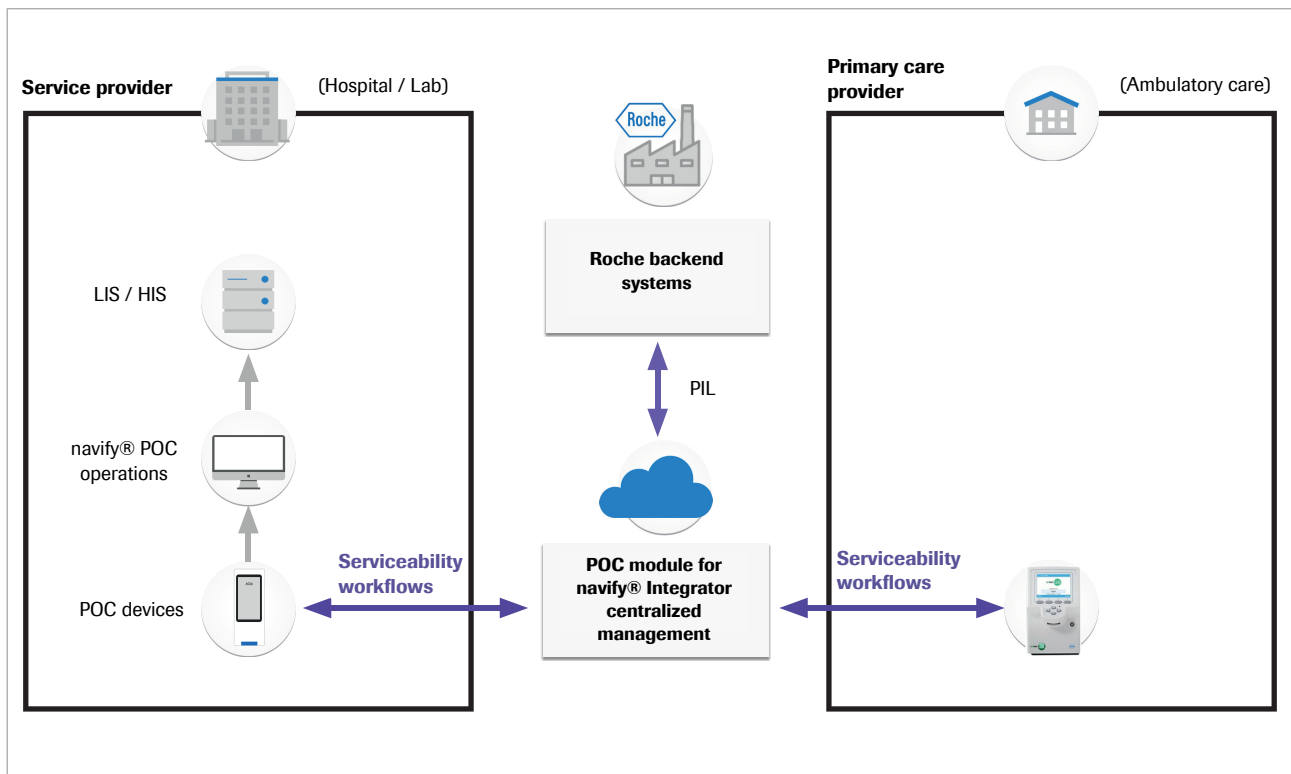 Service provider
(Hospital / Lab)
Primary care
provider
(Ambulatory care)
Roche
LIS / HIS
Roche backend
systems
PIL
navify® POC
operations
POC devices
Serviceability
workflows
POC module for
navify® Integrator
centralized
management
Serviceability
workflows